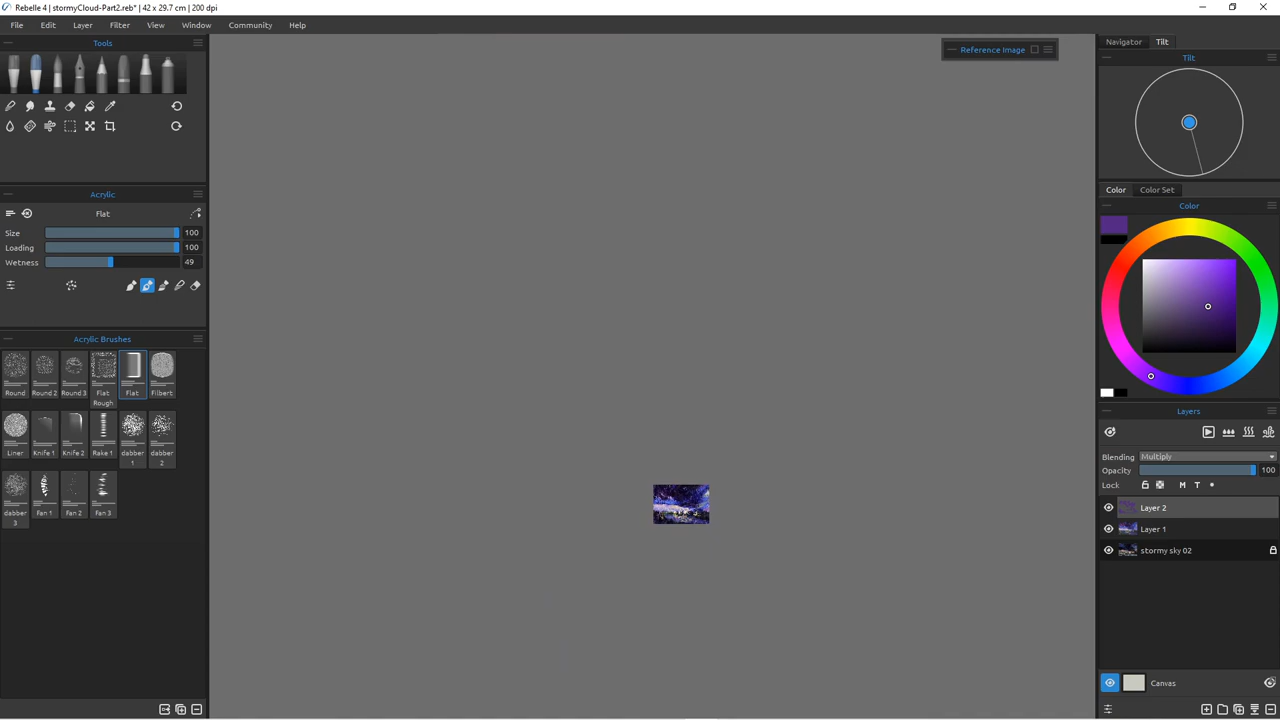 Rebelle 4 | stormyCloud-Part2.reb* | 42 x 29.7 cm | 200 dpi
File Edit Layer Filter View Window Community Help
Tools
Reference Image
Navigator Tilt
Tilt
Acrylic
Flat
Size 100
Loading 100
Wetness 49
Acrylic Brushes
Round Round 2 Round 3 Flat Rough Flat Filbert
Liner Knife 1 Knife 2 Rake 1 dabber 1 dabber 2
dabber 3 Fan 1 Fan 2 Fan 3
Color Color Set
Color
Layers
Blending Multiply
Opacity 100
Lock M T
Layer 2
Layer 1
stormy sky 02
Canvas